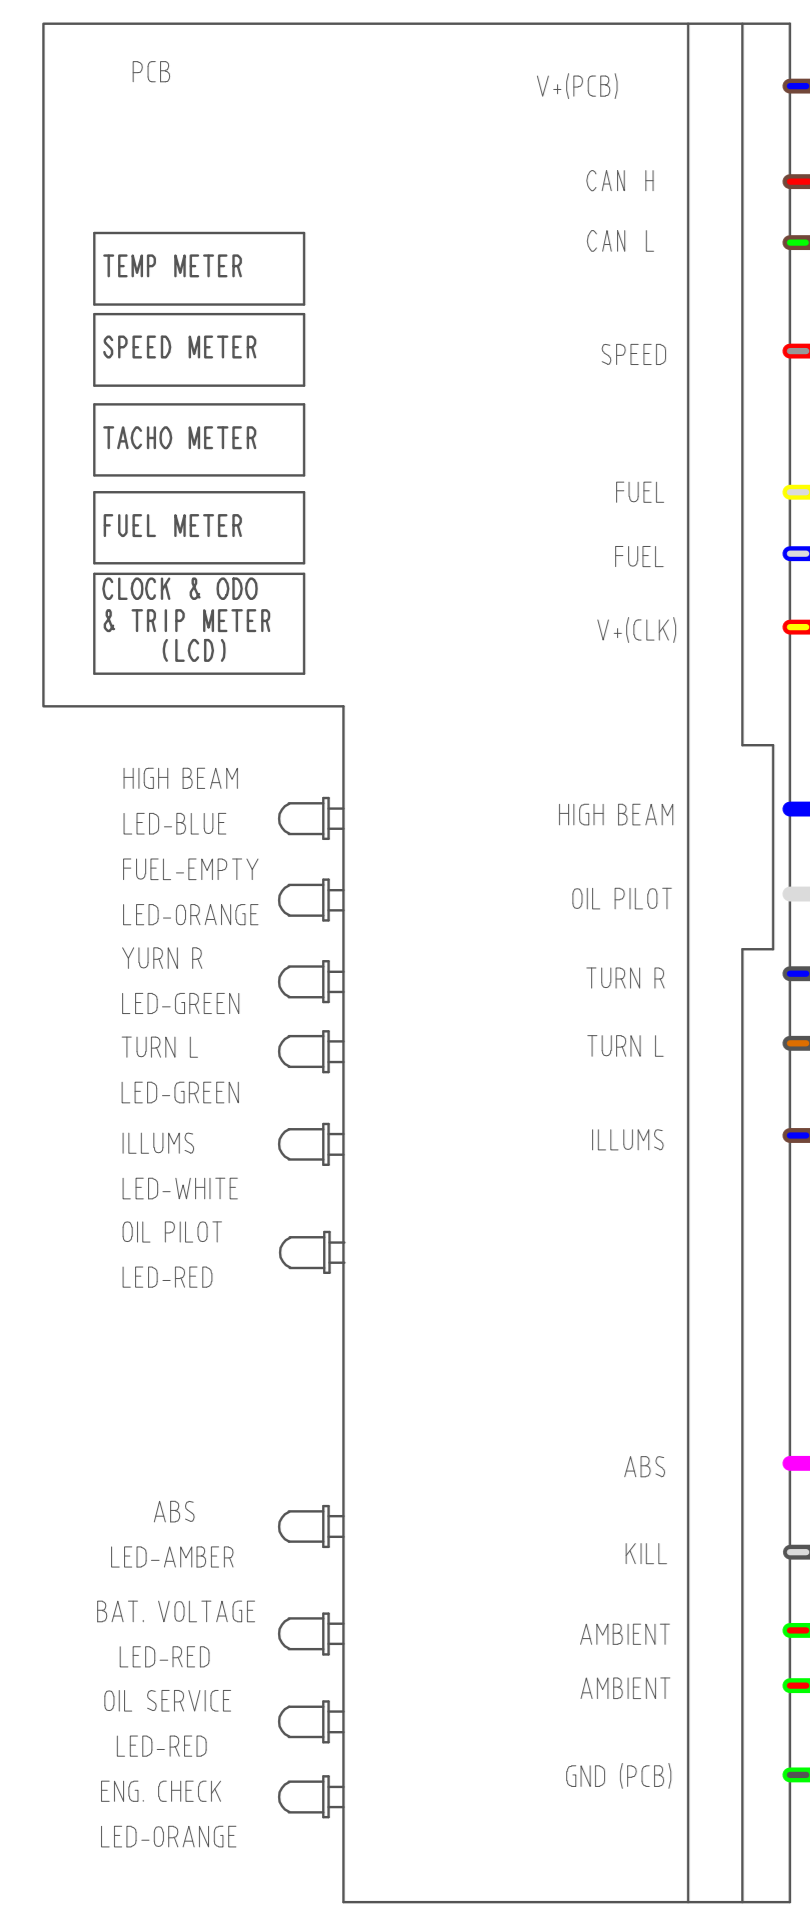 PCB
V+(PCB)
CAN H
CAN L
TEMP METER
SPEED METER
SPEED
TACHO METER
FUEL
FUEL METER
FUEL
CLOCK & ODO
& TRIP METER
(LCD)
V+(CLK)
HIGH BEAM
LED-BLUE
HIGH BEAM
FUEL-EMPTY
LED-ORANGE
OIL PILOT
YURN R
LED-GREEN
TURN R
TURN L
LED-GREEN
TURN L
ILLUMS
LED-WHITE
ILLUMS
OIL PILOT
LED-RED
ABS
ABS
LED-AMBER
KILL
BAT. VOLTAGE
LED-RED
AMBIENT
OIL SERVICE
LED-RED
AMBIENT
ENG. CHECK
LED-ORANGE
GND (PCB)